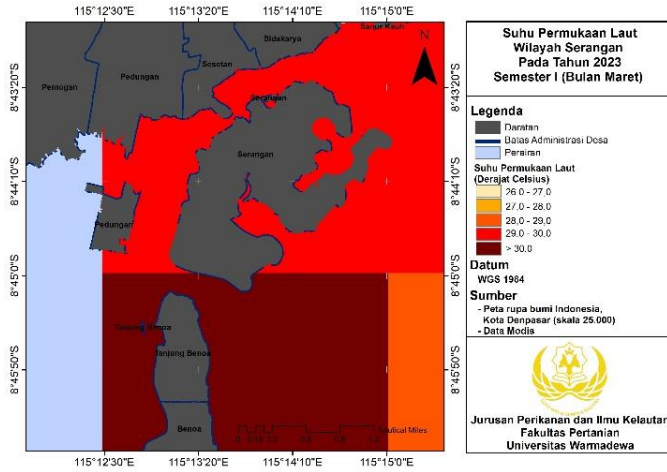 115°12'30"E 115°13'20"E 115°14'10"E 115°15'0"E
8°43'20"S
8°44'10"S
8°45'0"S
8°45'50"S
Sanur Kauh
Sidakarya
Sesetan
Pedungan
Pemogan
Serangan
Serangan
Pedungan
Tanjung Benoa
Tanjung Benoa
Benoa
N
Nautical Miles
8°43'20"S
8°44'10"S
8°45'0"S
8°45'50"S
115°12'30"E 115°13'20"E 115°14'10"E 115°15'0"E
Suhu Permukaan Laut
Wilayah Serangan
Pada Tahun 2023
Semester I (Bulan Maret)
Legenda
Daratan
Batas Administrasi Desa
Perairan
Suhu Permukaan Laut
(Derajat Celsius)
26.0 - 27.0
27.0 - 28.0
28.0 - 29.0
29.0 - 30.0
> 30.0
Datum
WGS 1984
Sumber
- Peta rupa bumi Indonesia,
Kota Denpasar (skala 25.000)
- Data Modis
Jurusan Perikanan dan Ilmu Kelautan
Fakultas Pertanian
Universitas Warmadewa